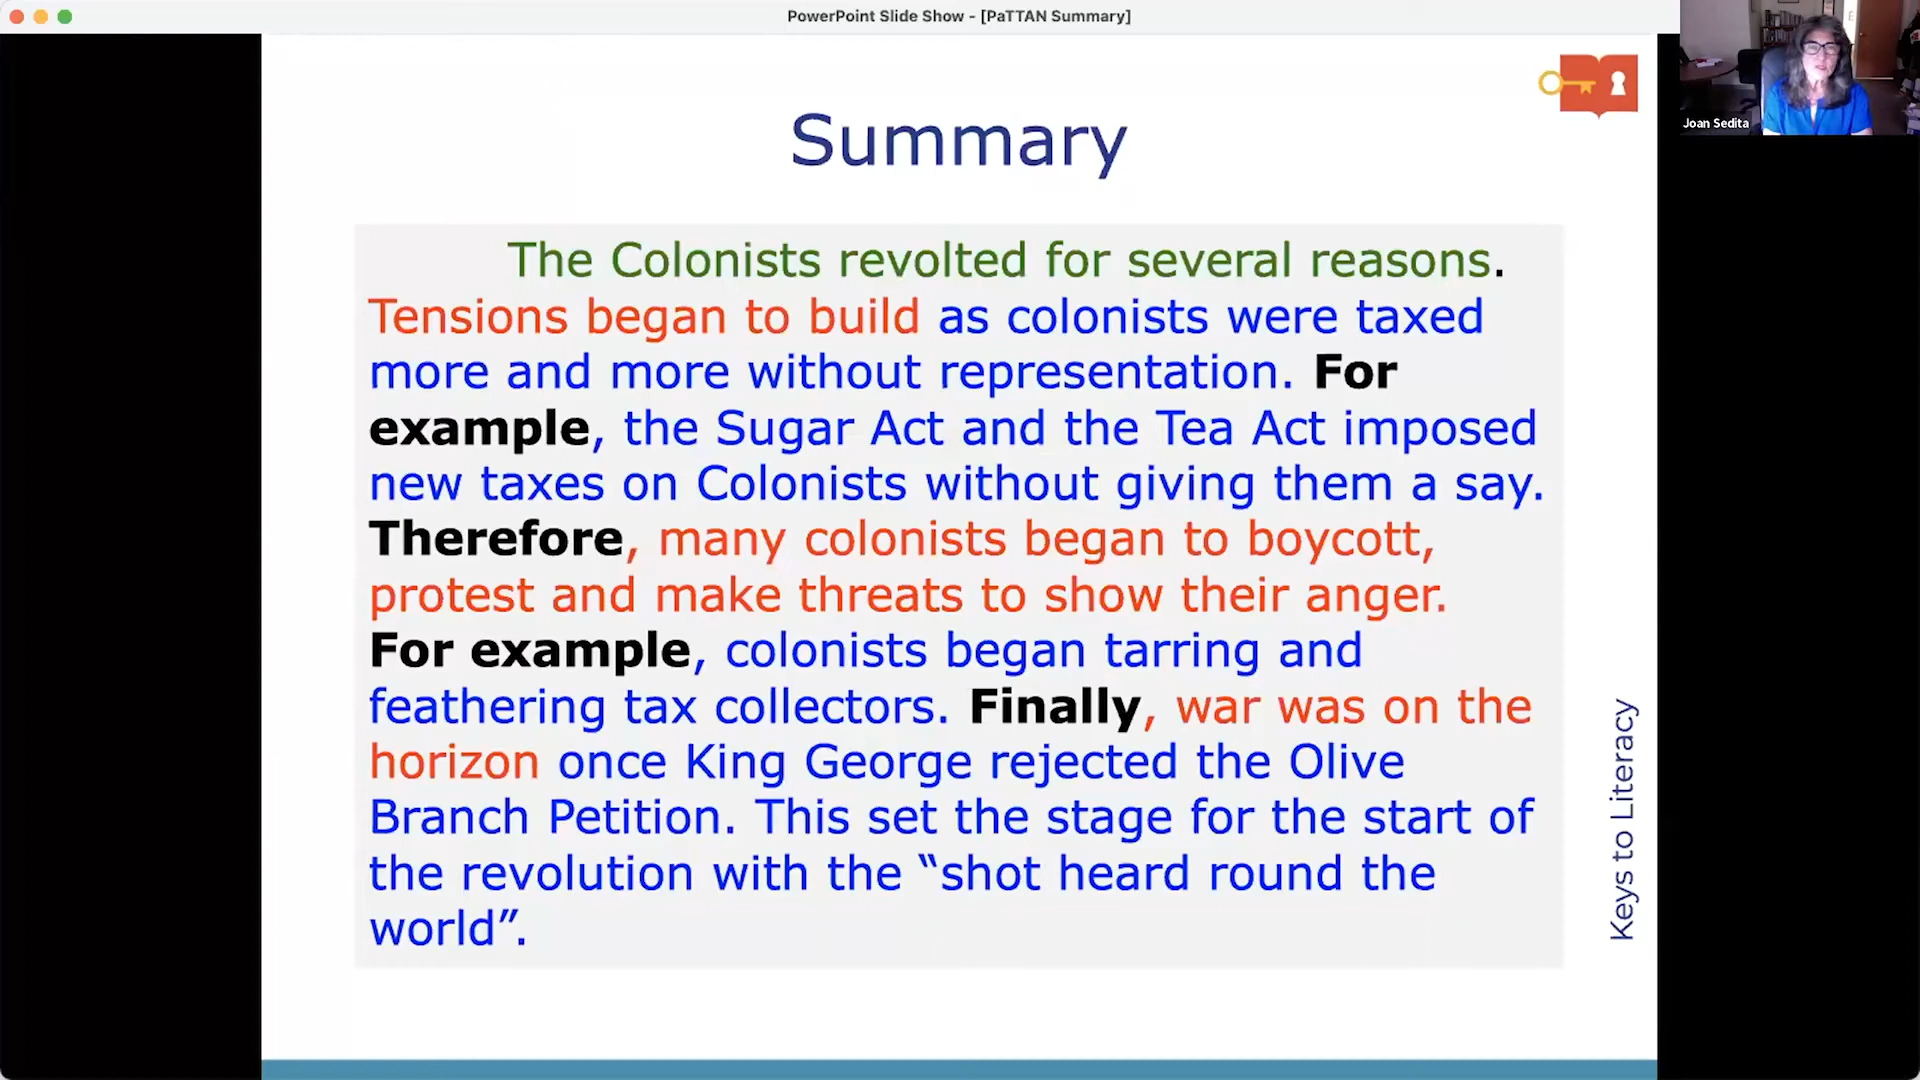 PowerPoint Slide Show - [PaTTAN Summary]
Joan Sedita
Summary
The Colonists revolted for several reasons.
Tensions began to build as colonists were taxed
more and more without representation. For
example, the Sugar Act and the Tea Act imposed
new taxes on Colonists without giving them a say.
Therefore, many colonists began to boycott,
protest and make threats to show their anger.
For example, colonists began tarring and
feathering tax collectors. Finally, war was on the
horizon once King George rejected the Olive
Branch Petition. This set the stage for the start of
the revolution with the “shot heard round the
world”.
Keys to Literacy